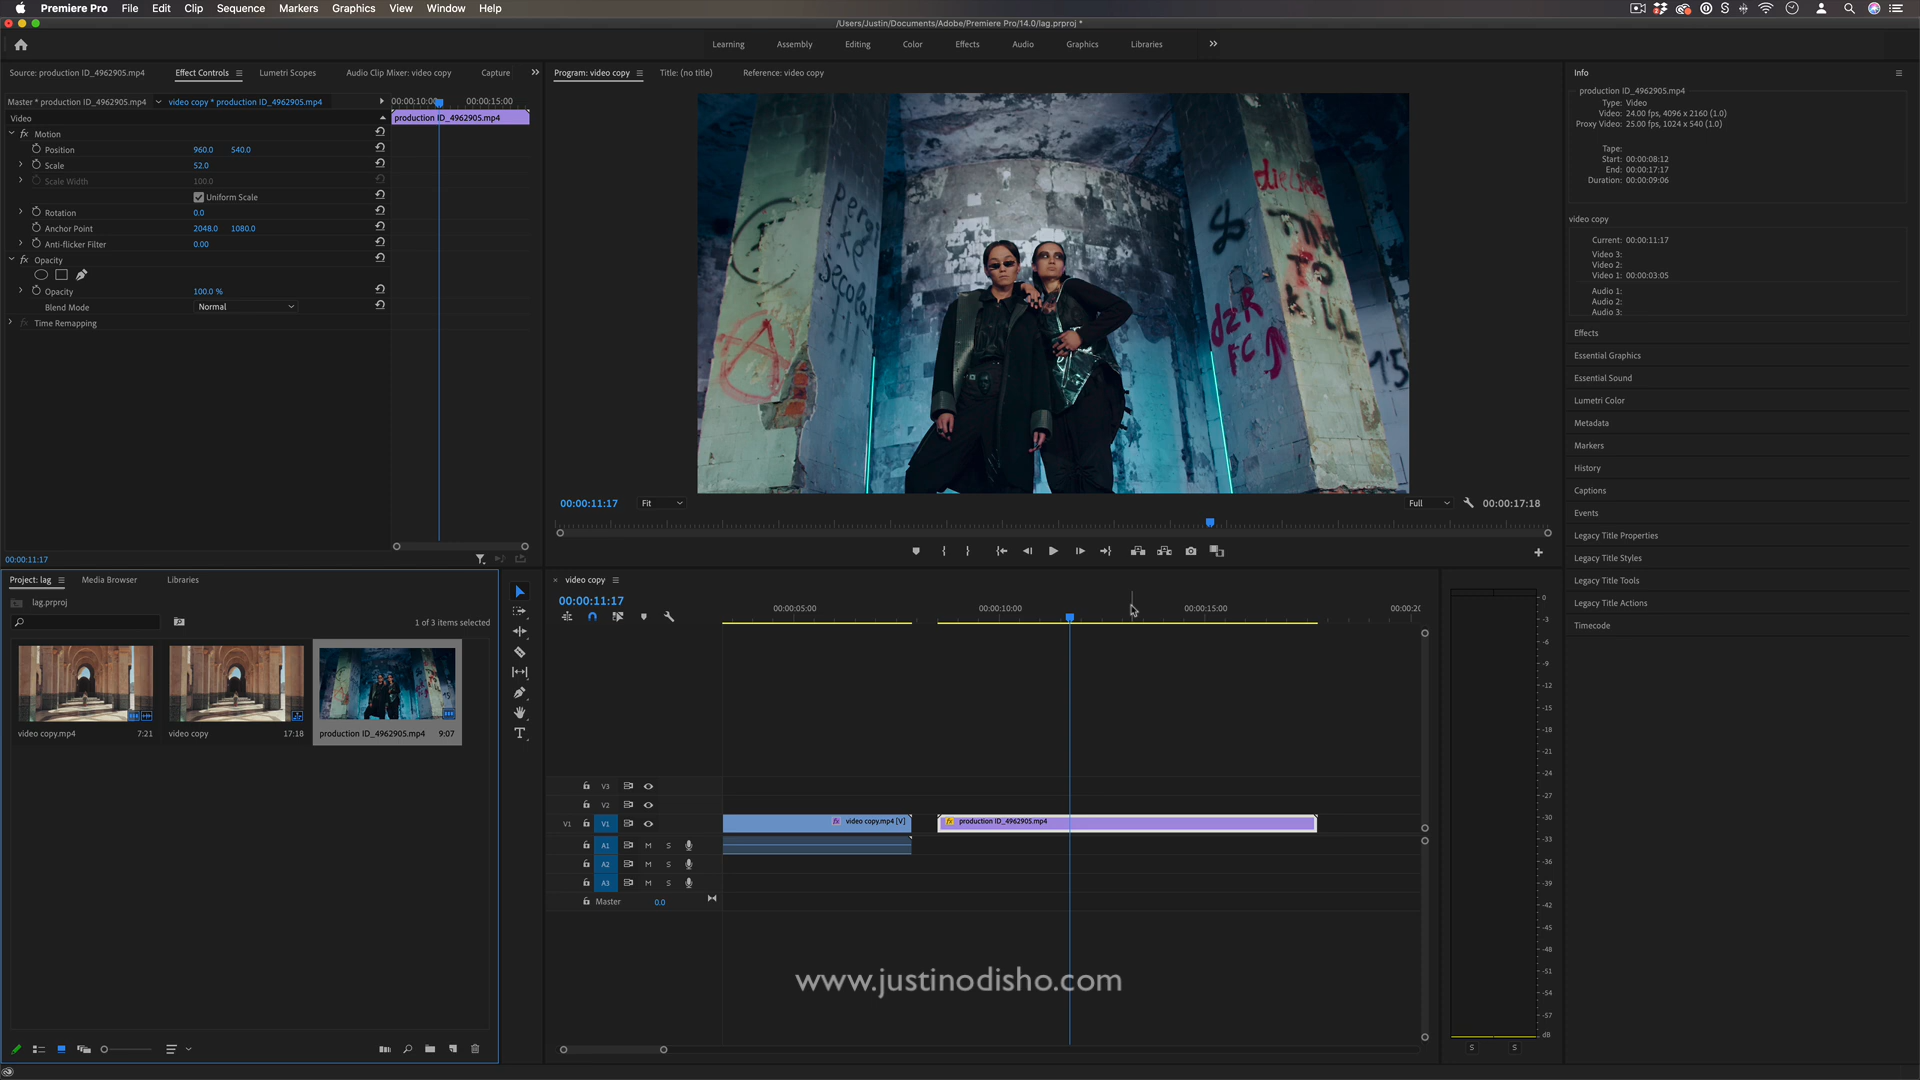 Premiere Pro File Edit Clip Sequence Markers Graphics View Window Help
/Users/Justin/Documents/Adobe/Premiere Pro/14.0/lag.prproj *
Learning Assembly Editing Color Effects Audio Graphics Libraries
Source: production ID_4962905.mp4 Effect Controls Lumetri Scopes Audio Clip Mixer: video copy Capture
Master * production ID_4962905.mp4 video copy * production ID_4962905.mp4
00:00:10:00 00:00:15:00
Video
production ID_4962905.mp4
fx Motion
Position 960.0 540.0
Scale 52.0
Scale Width 100.0
Uniform Scale
Rotation 0.0
Anchor Point 2048.0 1080.0
Anti-flicker Filter 0.00
fx Opacity
Opacity 100.0 %
Blend Mode Normal
fx Time Remapping
00:00:11:17
Program: video copy Title: (no title) Reference: video copy
dzR
FC
TO
KILL
15
00:00:11:17 Fit Full 00:00:17:18
Info
production ID_4962905.mp4
Type: Video
Video: 24.00 fps, 4096 x 2160 (1.0)
Proxy Video: 25.00 fps, 1024 x 540 (1.0)
Tape:
Start: 00:00:08:12
End: 00:00:17:17
Duration: 00:00:09:06
video copy
Current: 00:00:11:17
Video 3:
Video 2:
Video 1: 00:00:03:05
Audio 1:
Audio 2:
Audio 3:
Effects
Essential Graphics
Essential Sound
Lumetri Color
Metadata
Markers
History
Captions
Events
Legacy Title Properties
Legacy Title Styles
Legacy Title Tools
Legacy Title Actions
Timecode
Project: lag Media Browser Libraries
lag.prproj
1 of 3 items selected
video copy.mp4 7:21
video copy 17:18
production ID_4962905.mp4 9:07
video copy
00:00:11:17
00:00:05:00 00:00:10:00 00:00:15:00 00:00:20
V3
V2
V1 V1
fx video copy.mp4 [V]
fx production ID_4962905.mp4
A1 M S
A2 M S
A3 M S
Master 0.0
0
-3
-6
-9
-12
-15
-18
-21
-24
-27
-30
-33
-36
-39
-42
-45
-48
-51
-54
-57
dB
S S
www.justinodisho.com